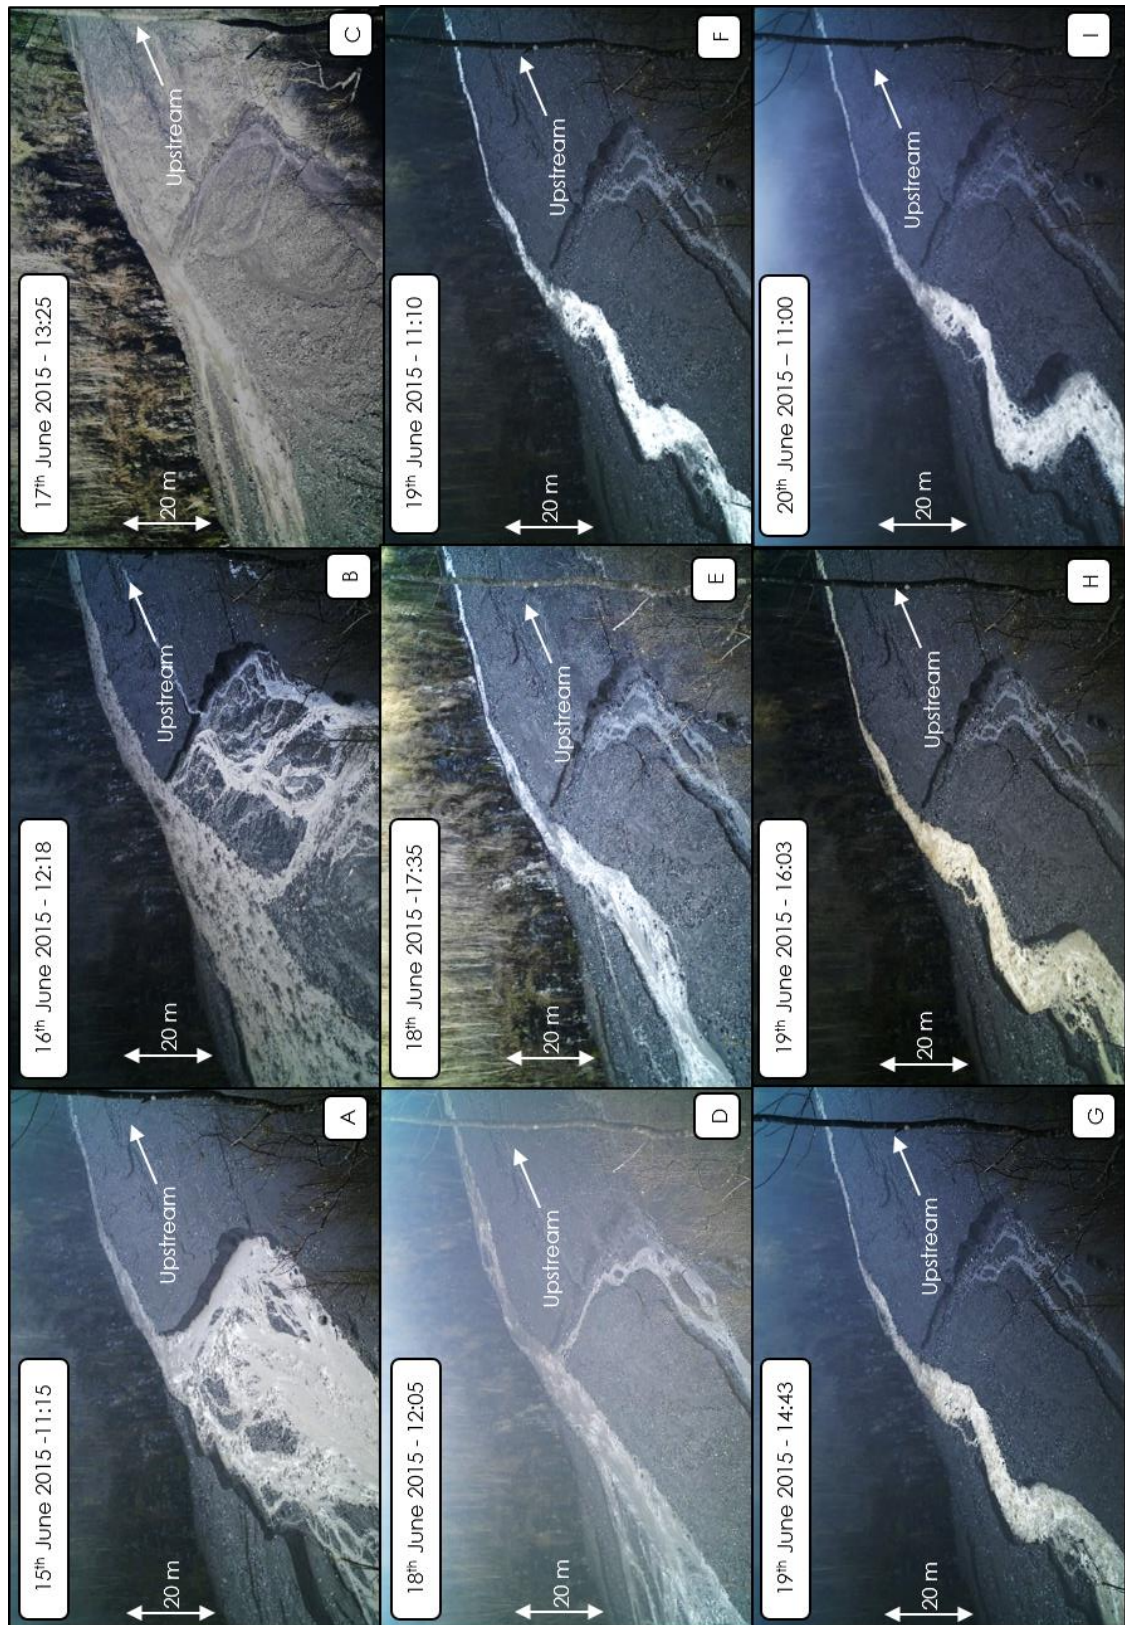 15th June 2015 -11:15
20 m
Upstream
A
16th June 2015 - 12:18
20 m
Upstream
B
17th June 2015 - 13:25
20 m
Upstream
C
18th June 2015 - 12:05
20 m
Upstream
D
18th June 2015 -17:35
20 m
Upstream
E
19th June 2015 - 11:10
20 m
Upstream
F
19th June 2015 - 14:43
20 m
Upstream
G
19th June 2015 - 16:03
20 m
Upstream
H
20th June 2015 – 11:00
20 m
Upstream
I